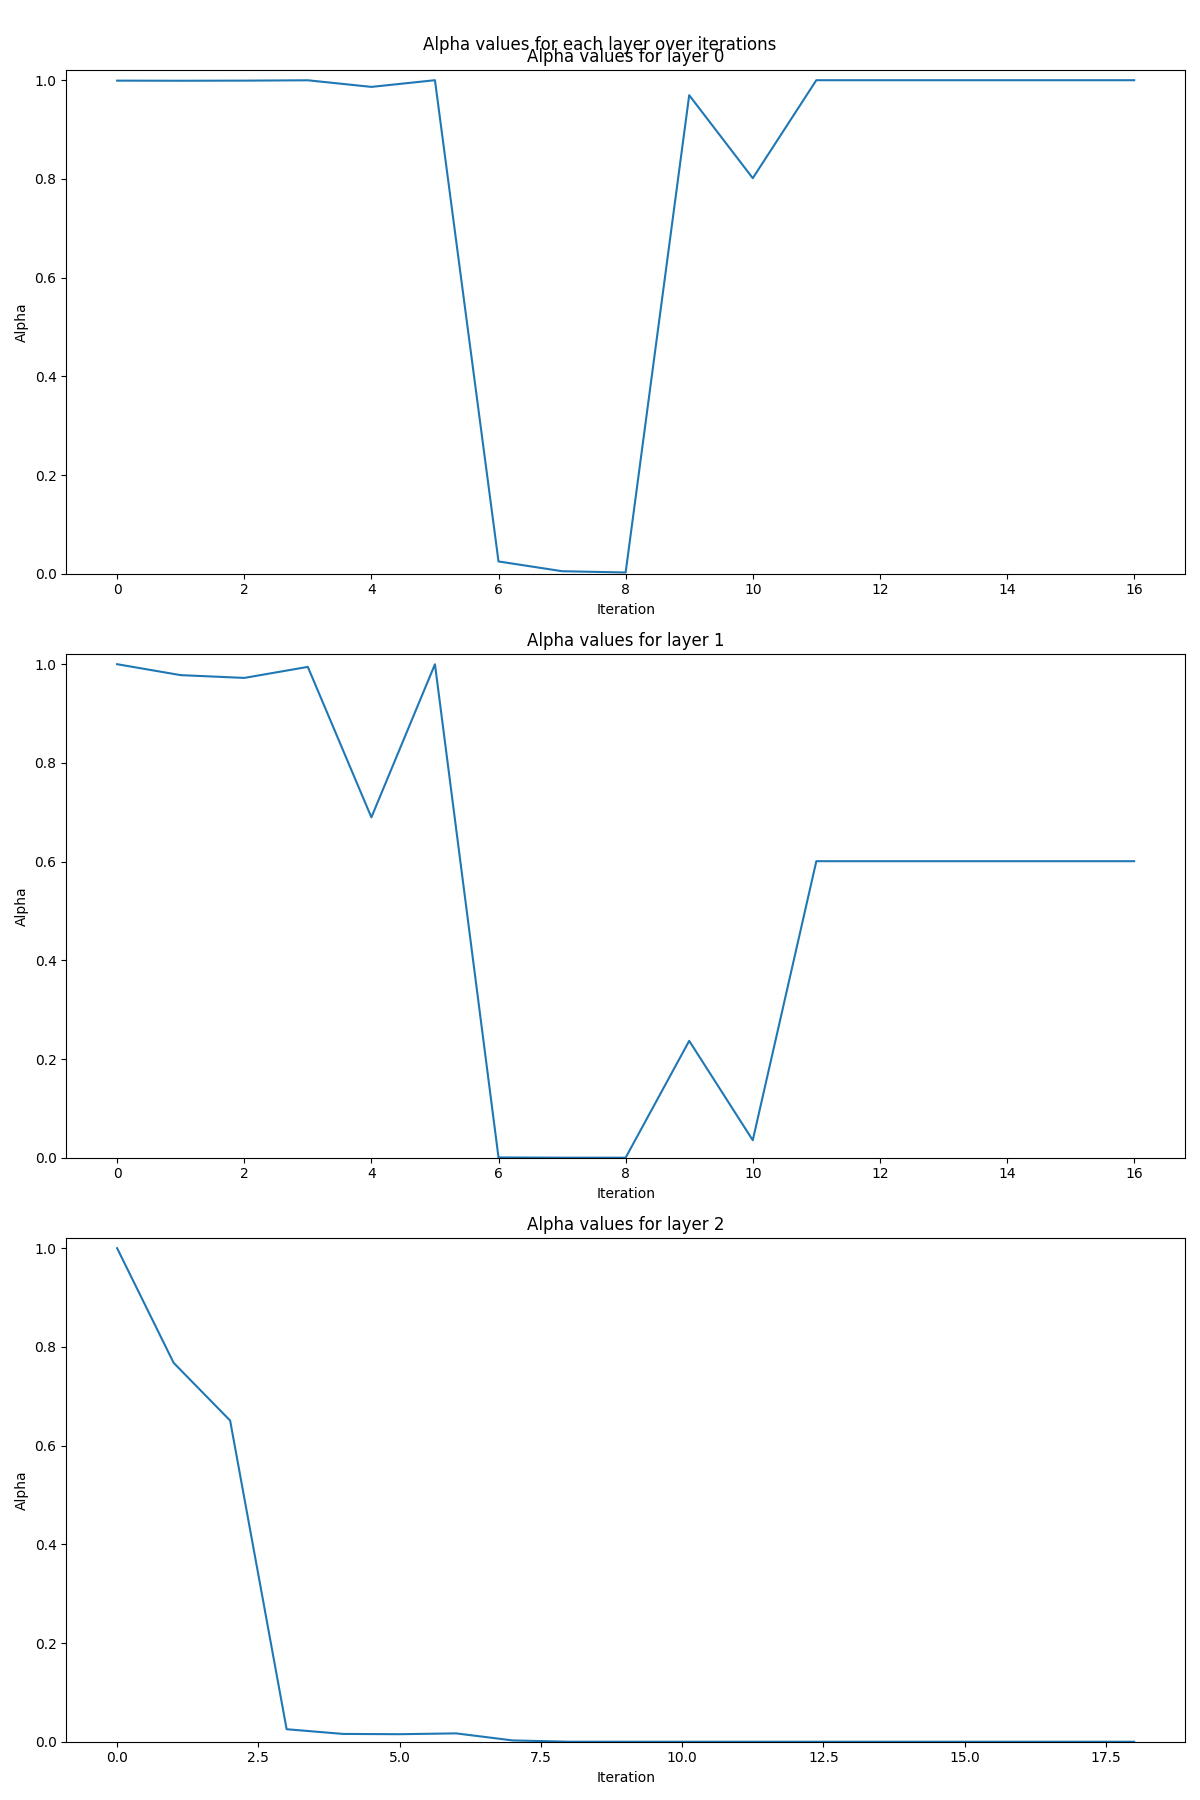 Alpha values for each layer over iterations
Alpha values for layer 0
1.0
0.8
0.6
0.4
0.2
0.0
Alpha
0 2 4 6 8 10 12 14 16
Iteration
Alpha values for layer 1
1.0
0.8
0.6
0.4
0.2
0.0
Alpha
0 2 4 6 8 10 12 14 16
Iteration
Alpha values for layer 2
1.0
0.8
0.6
0.4
0.2
0.0
Alpha
0.0 2.5 5.0 7.5 10.0 12.5 15.0 17.5
Iteration